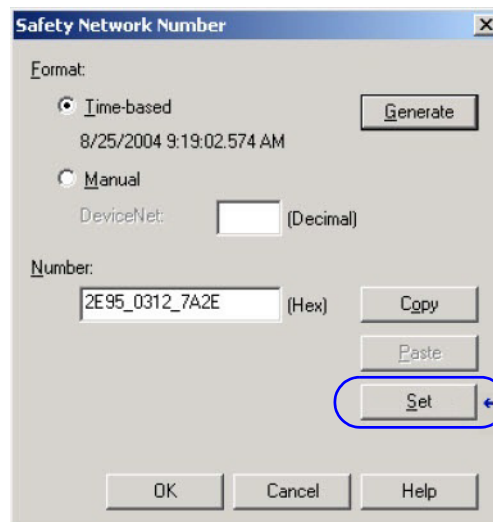 Safety Network Number
Format:
Time-based
Generate
8/25/2004 9:19:02.574 AM
Manual
DeviceNet:
(Decimal)
Number:
2E95_0312_7A2E
(Hex)
Copy
Paste
Set
OK
Cancel
Help